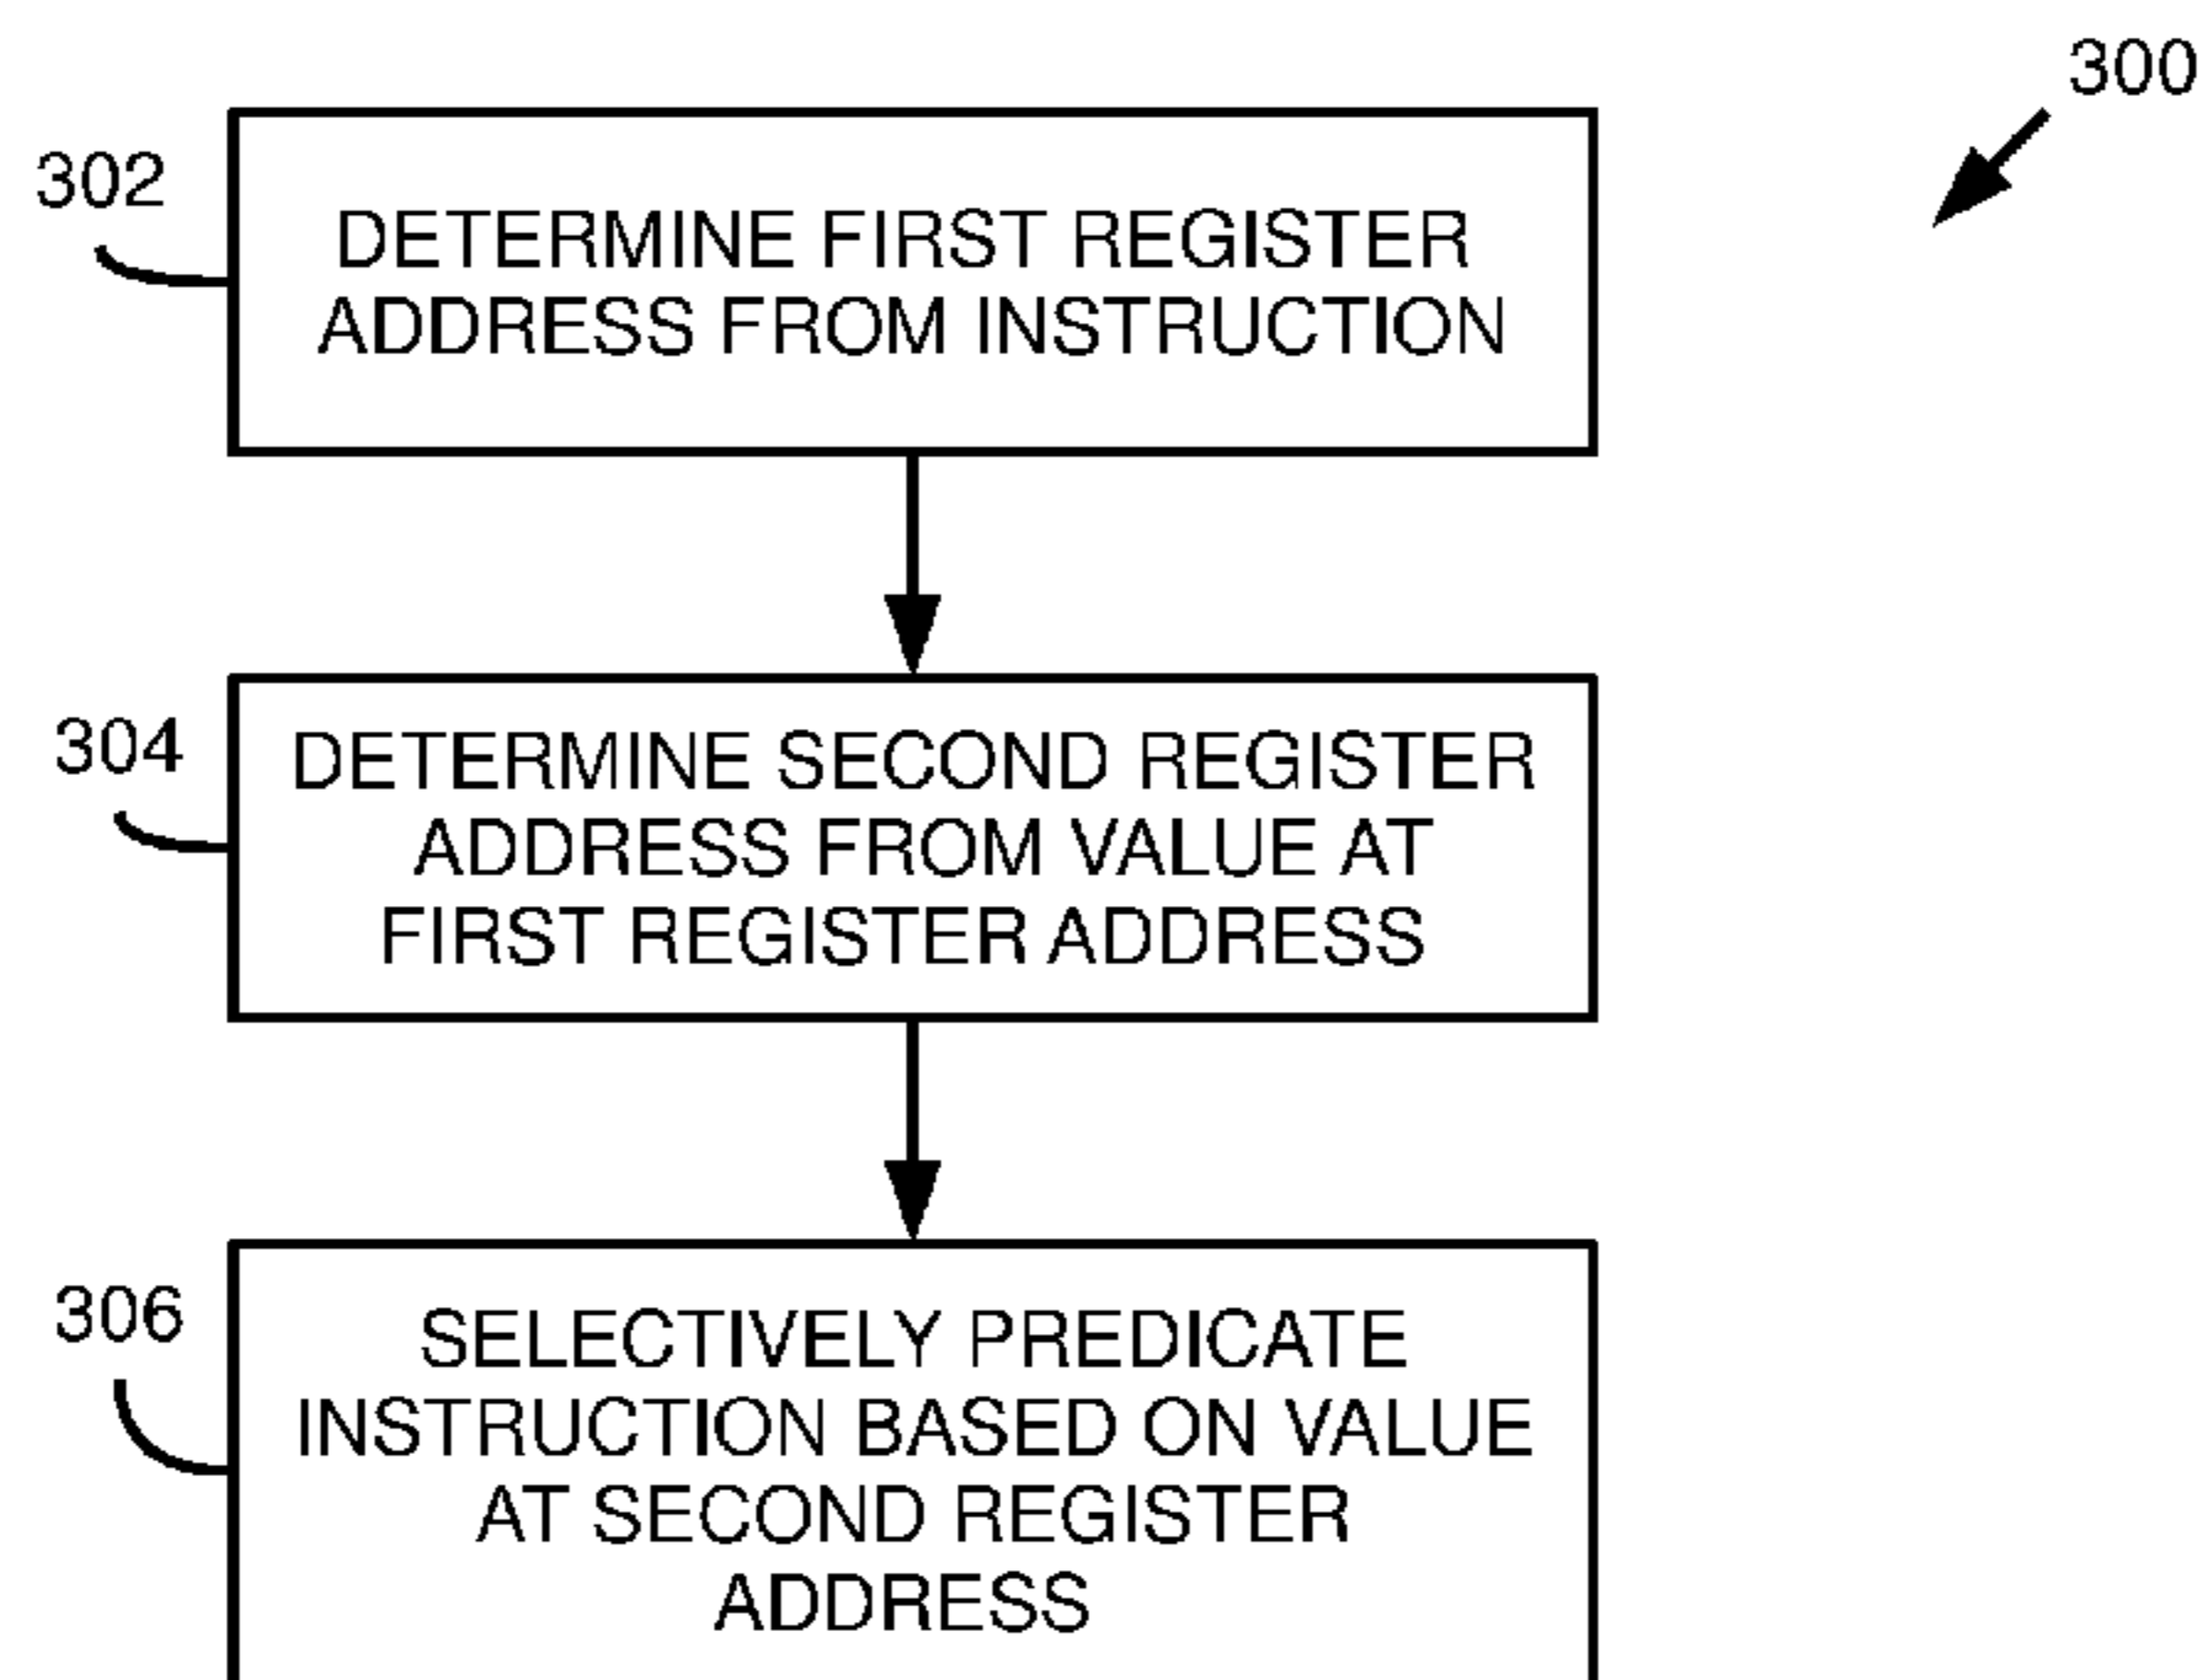 300
302
DETERMINE FIRST REGISTER
ADDRESS FROM INSTRUCTION
304
DETERMINE SECOND REGISTER
ADDRESS FROM VALUE AT
FIRST REGISTER ADDRESS
306
SELECTIVELY PREDICATE
INSTRUCTION BASED ON VALUE
AT SECOND REGISTER
ADDRESS